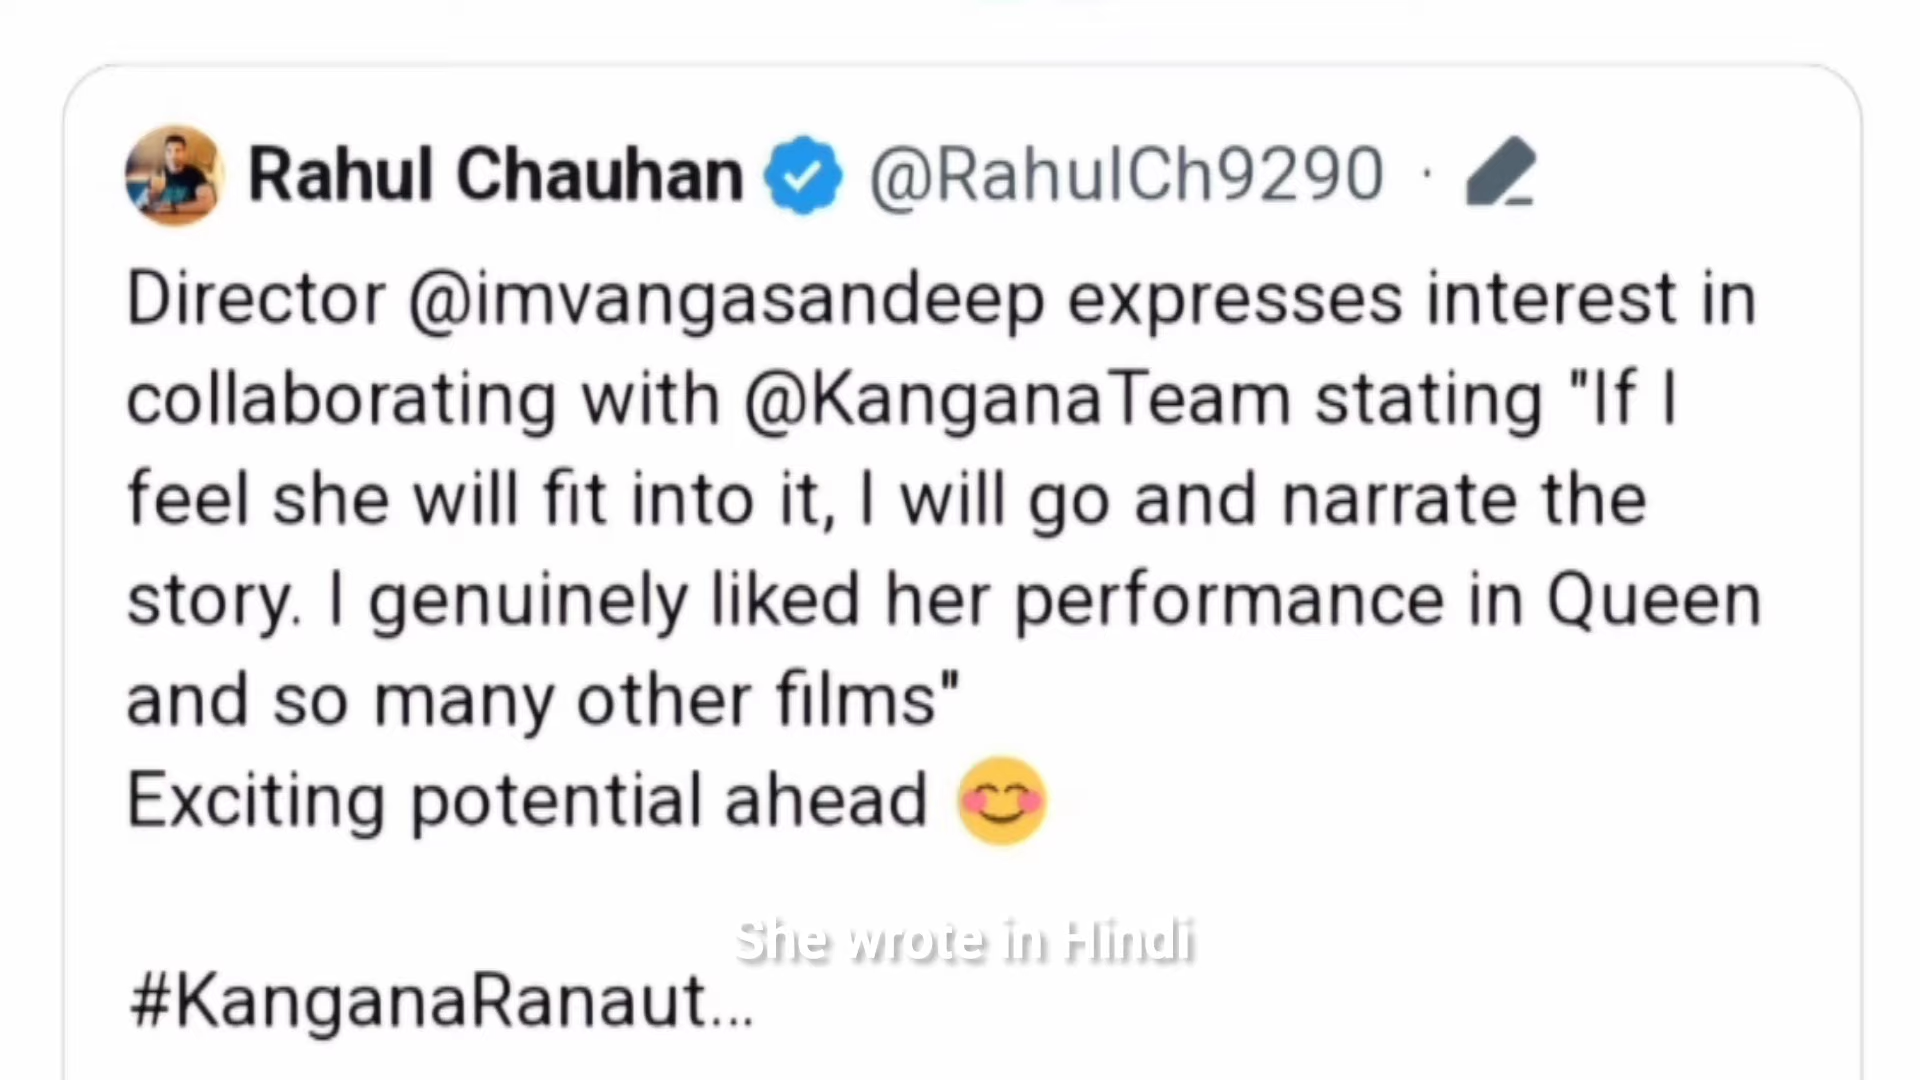 Rahul Chauhan @RahulCh9290 ·
Director @imvangasandeep expresses interest in
collaborating with @KanganaTeam stating "If I
feel she will fit into it, I will go and narrate the
story. I genuinely liked her performance in Queen
and so many other films"
Exciting potential ahead 😊
She wrote in Hindi
#KanganaRanaut...